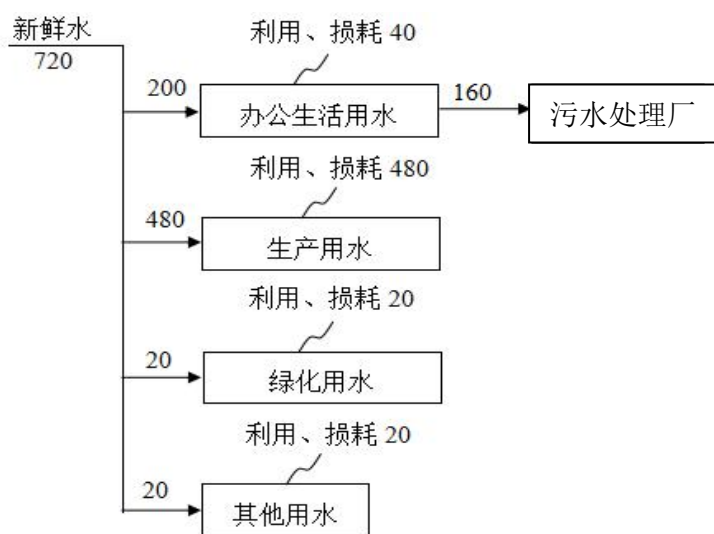 新鲜水
720
利用、损耗 40
200
办公生活用水
160
污水处理厂
利用、损耗 480
480
生产用水
利用、损耗 20
20
绿化用水
利用、损耗 20
20
其他用水